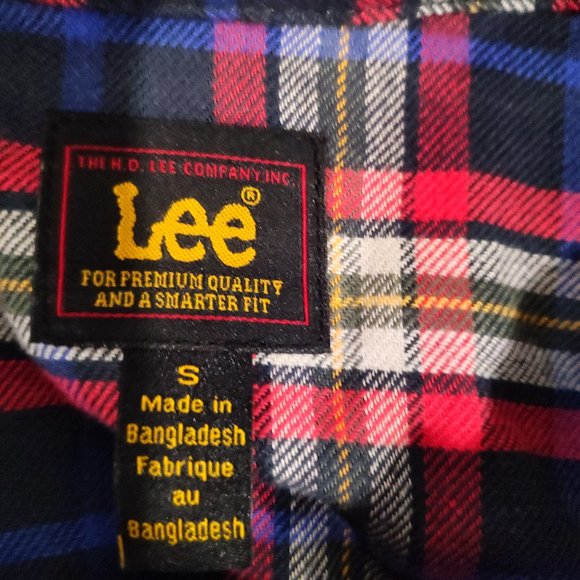 THE H.D. LEE COMPANY, INC.
Lee®
FOR PREMIUM QUALITY
AND A SMARTER FIT
S
Made in
Bangladesh
Fabrique
au
Bangladesh